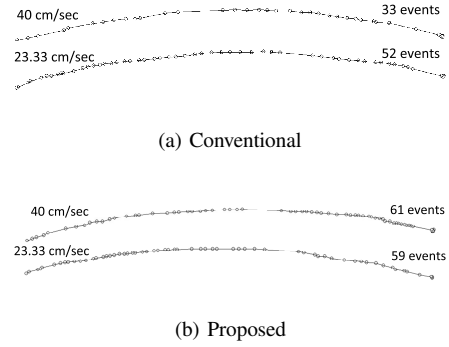 40 cm/sec 33 events
23.33 cm/sec 52 events
(a) Conventional
40 cm/sec 61 events
23.33 cm/sec 59 events
(b) Proposed